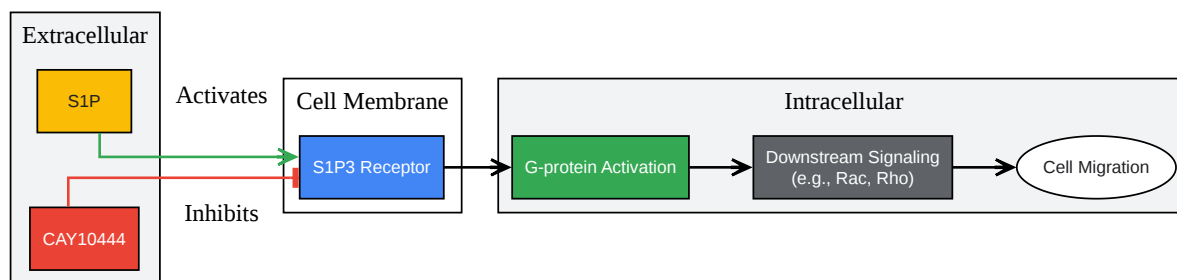 Extracellular
S1P
CAY10444
Activates
Inhibits
Cell Membrane
S1P3 Receptor
Intracellular
G-protein Activation
Downstream Signaling
(e.g., Rac, Rho)
Cell Migration